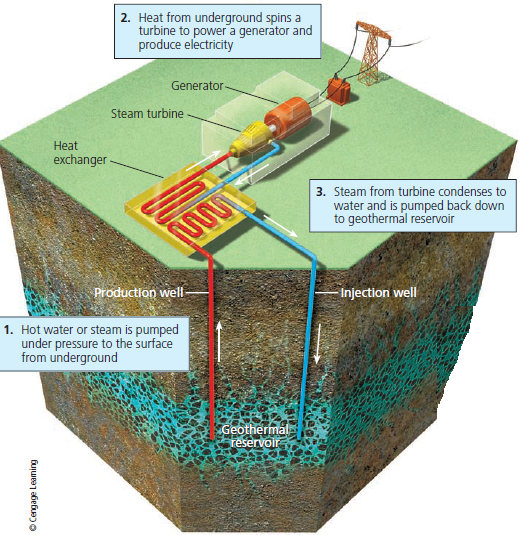 2. Heat from underground spins a
turbine to power a generator and
produce electricity
Generator
Steam turbine
Heat
exchanger
3. Steam from turbine condenses to
water and is pumped back down
to geothermal reservoir
Production well
Injection well
1. Hot water or steam is pumped
under pressure to the surface
from underground
Geothermal
reservoir
© Cengage Learning